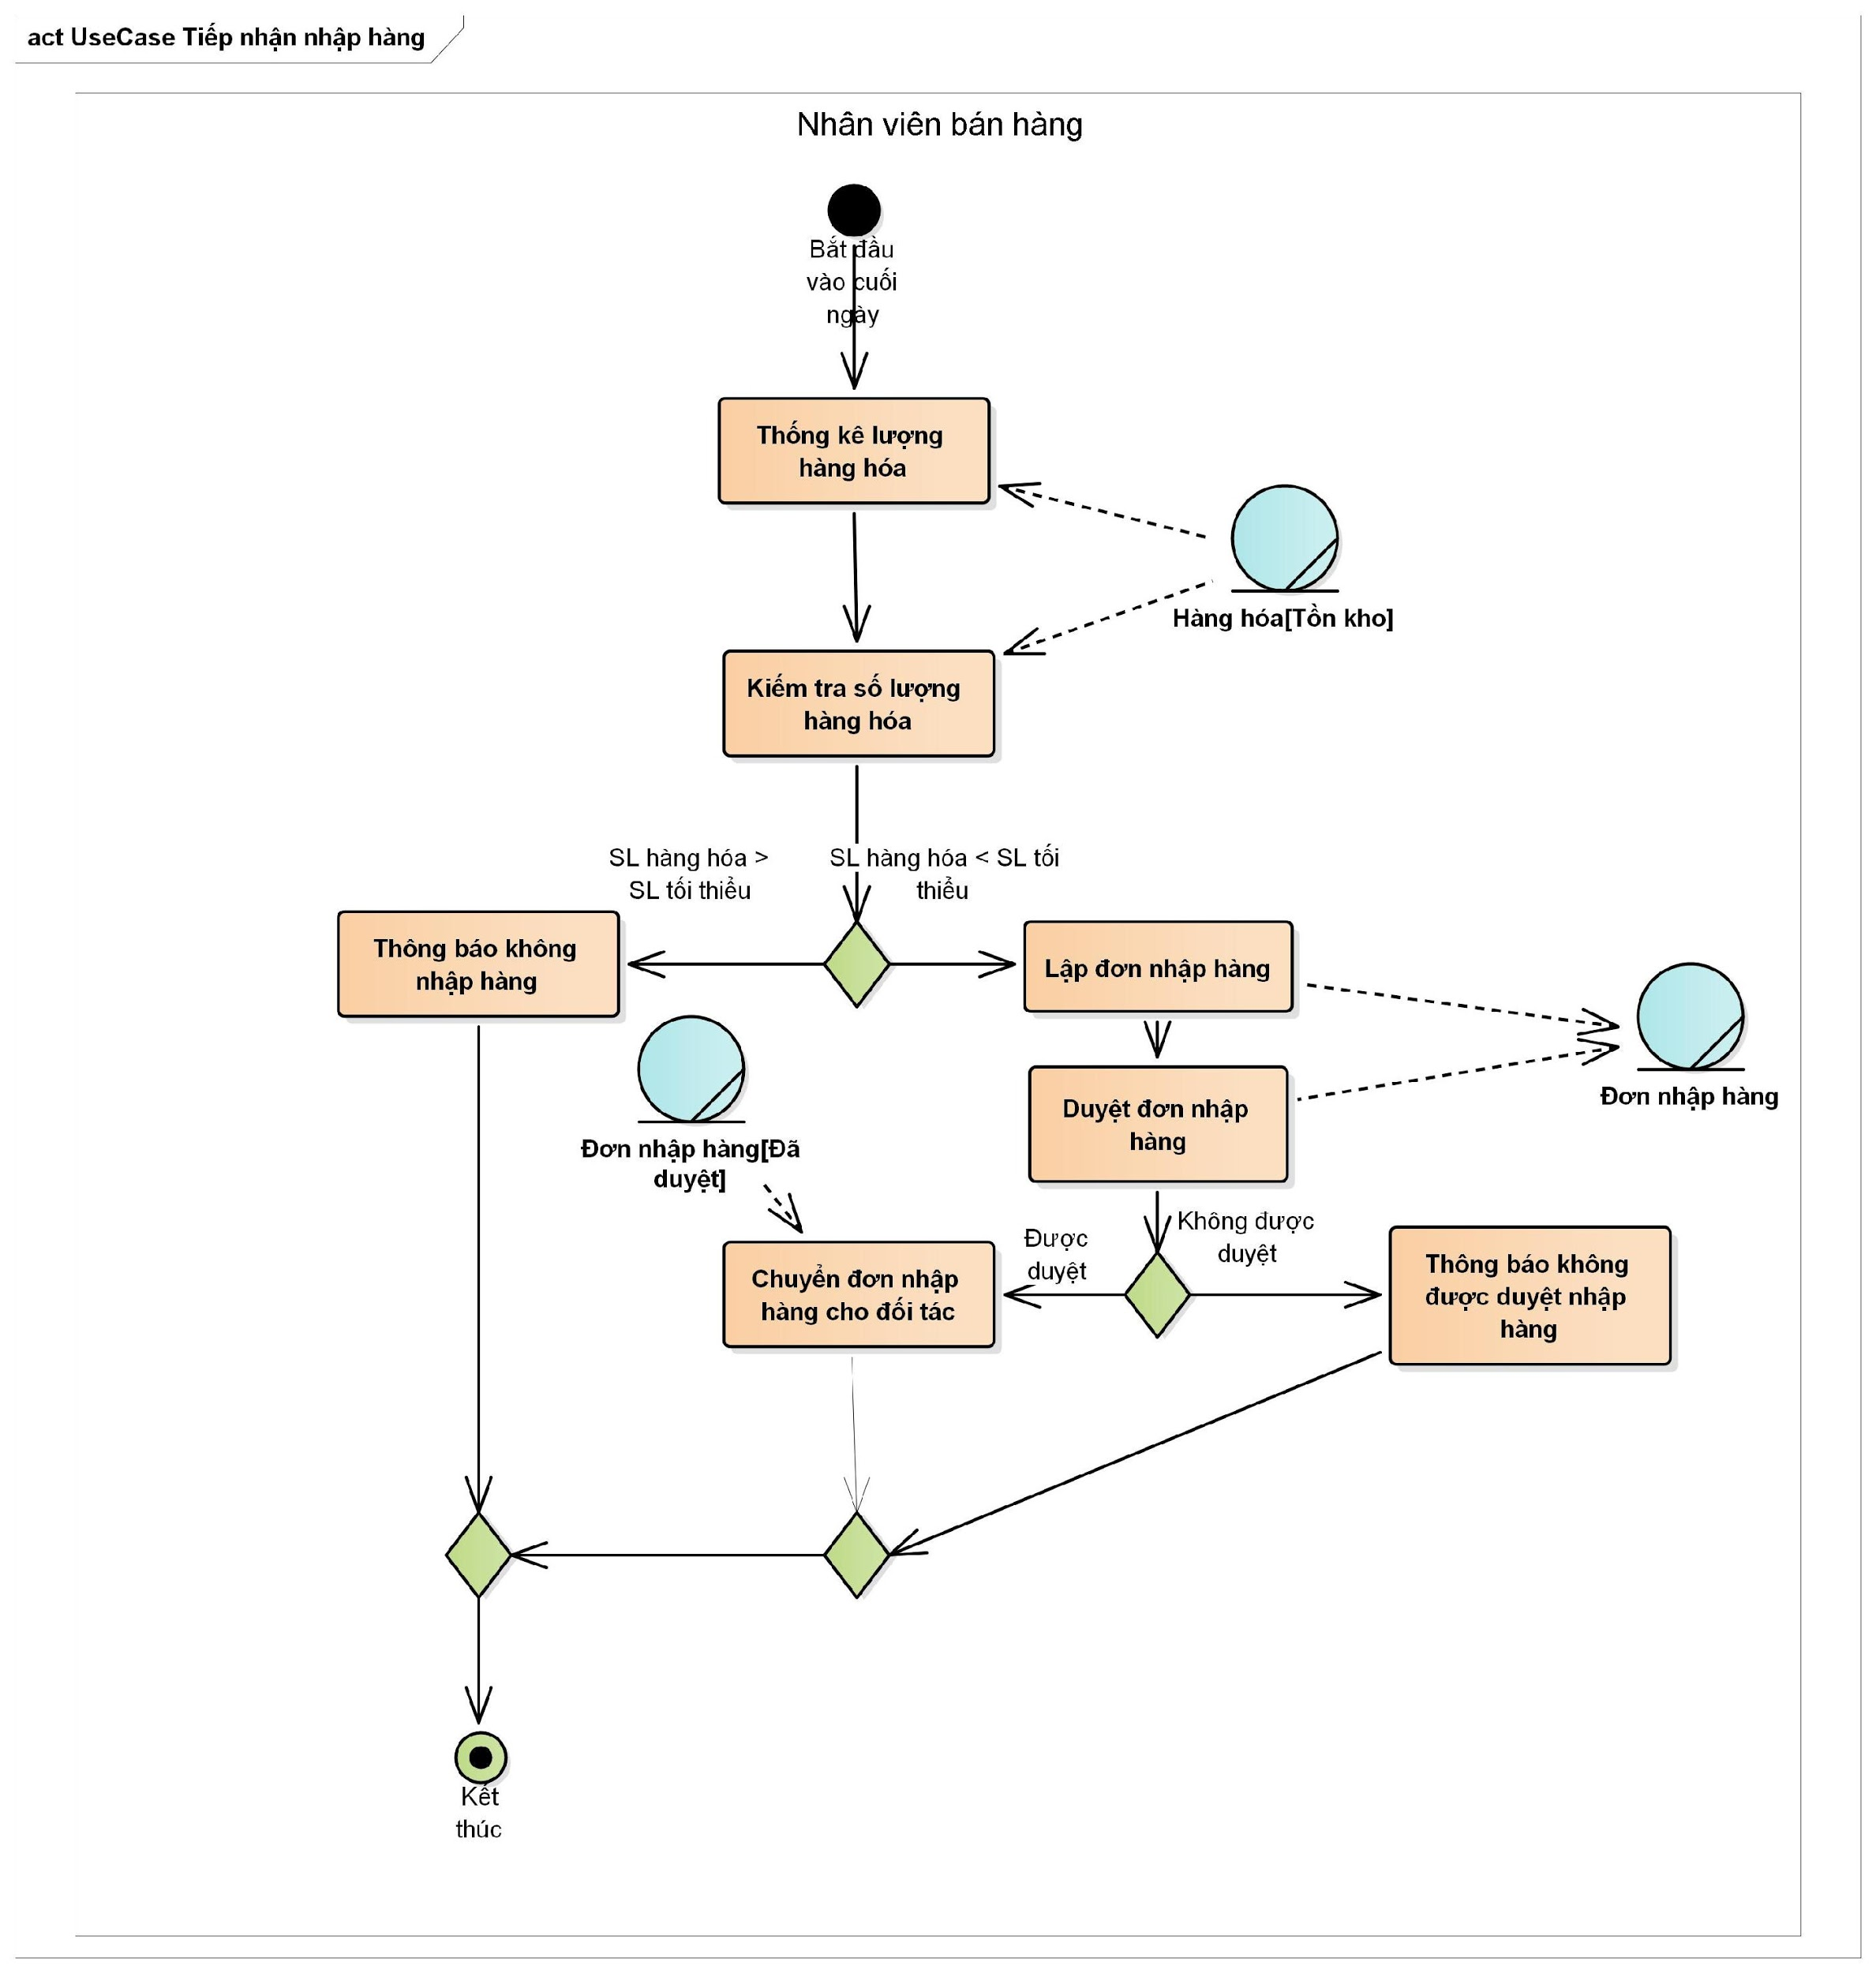 act UseCase Tiếp nhận nhập hàng
Nhân viên bán hàng
Bắt đầu
vào cuối
ngày
Thống kê lượng
hàng hóa
Hàng hóa[Tồn kho]
Kiểm tra số lượng
hàng hóa
SL hàng hóa >
SL tối thiểu
SL hàng hóa < SL tối
thiểu
Thông báo không
nhập hàng
Lập đơn nhập hàng
Đơn nhập hàng
Duyệt đơn nhập
hàng
Đơn nhập hàng[Đã
duyệt]
Được
duyệt
Không được
duyệt
Chuyển đơn nhập
hàng cho đối tác
Thông báo không
được duyệt nhập
hàng
Kết
thúc